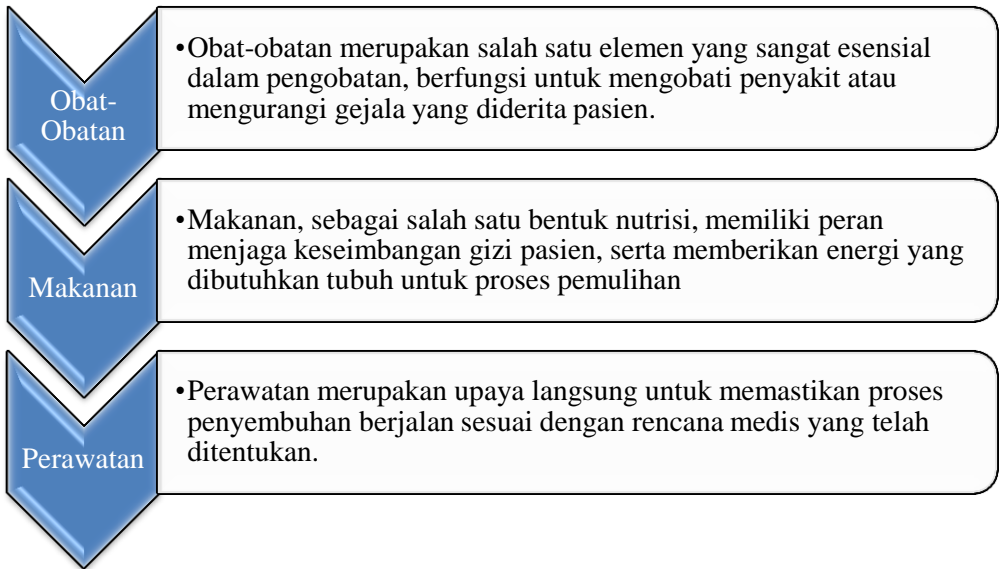 Obat-
Obatan
•Obat-obatan merupakan salah satu elemen yang sangat esensial
dalam pengobatan, berfungsi untuk mengobati penyakit atau
mengurangi gejala yang diderita pasien.
Makanan
•Makanan, sebagai salah satu bentuk nutrisi, memiliki peran
menjaga keseimbangan gizi pasien, serta memberikan energi yang
dibutuhkan tubuh untuk proses pemulihan
Perawatan
•Perawatan merupakan upaya langsung untuk memastikan proses
penyembuhan berjalan sesuai dengan rencana medis yang telah
ditentukan.